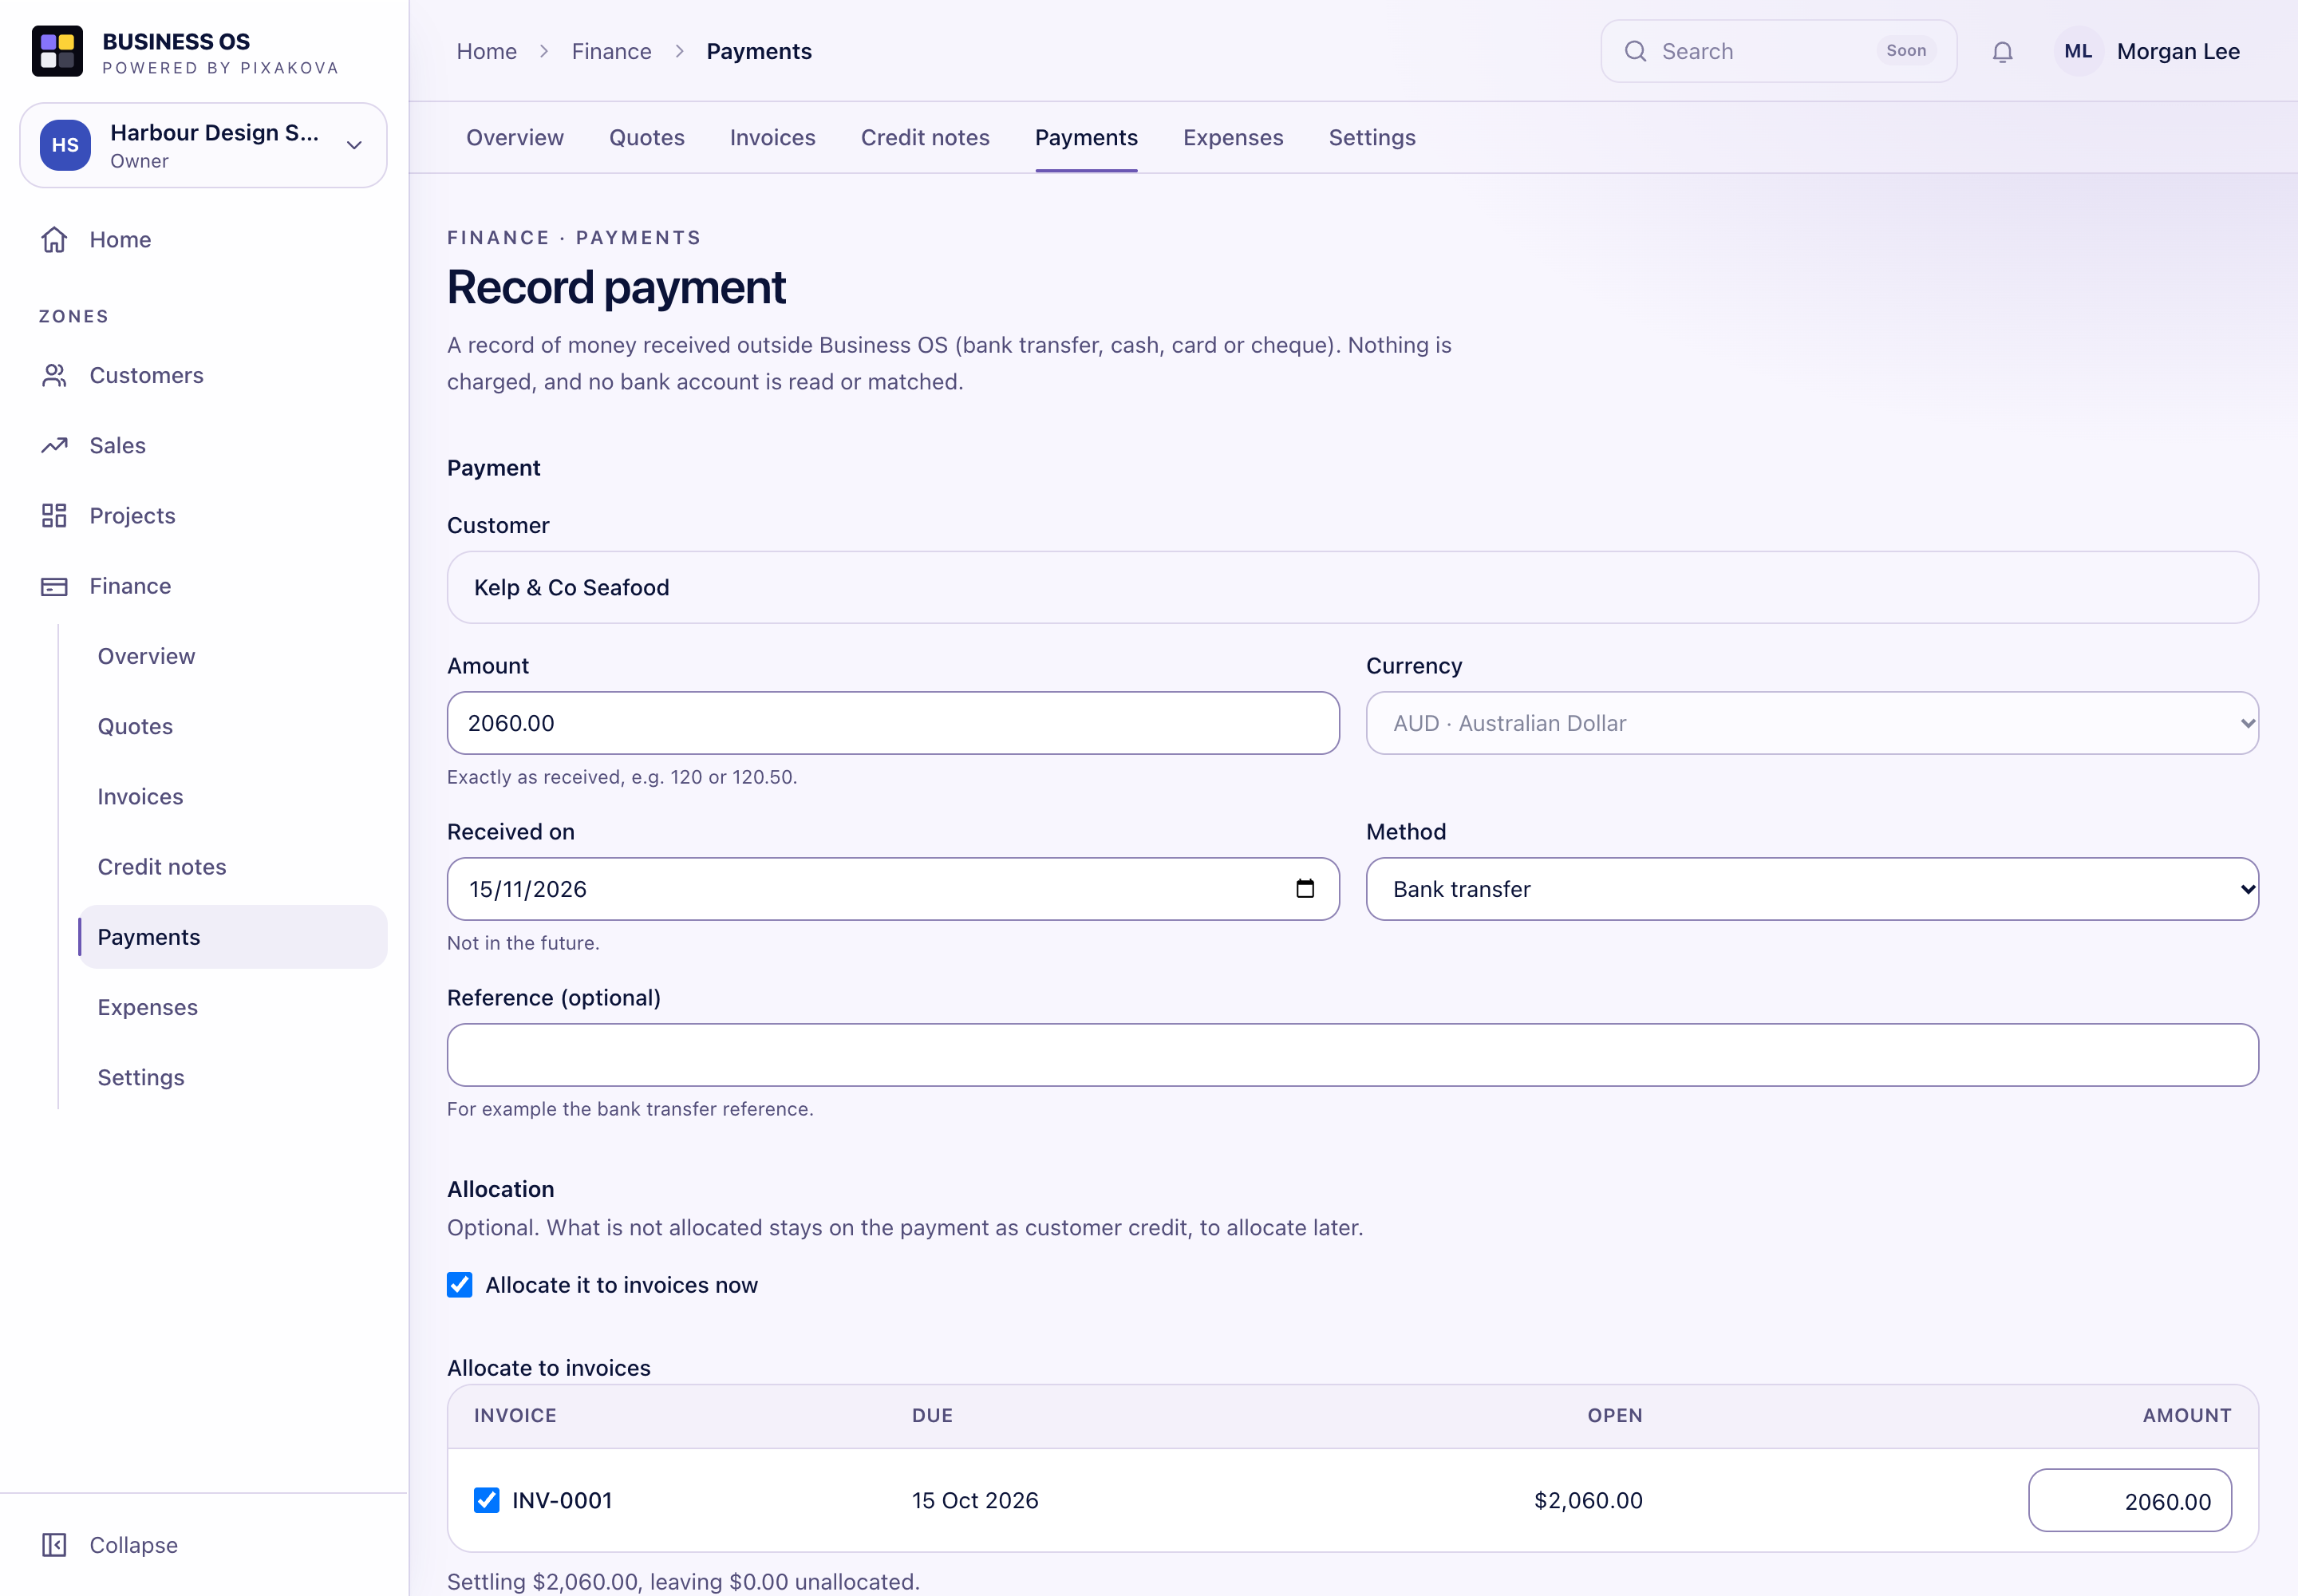 BUSINESS OS
POWERED BY PIXAKOVA
HS
Harbour Design S...
Owner
Home
ZONES
Customers
Sales
Projects
Finance
Overview
Quotes
Invoices
Credit notes
Payments
Expenses
Settings
Collapse
Home > Finance > Payments
Search
Soon
ML
Morgan Lee
Overview Quotes Invoices Credit notes Payments Expenses Settings
FINANCE · PAYMENTS
Record payment
A record of money received outside Business OS (bank transfer, cash, card or cheque). Nothing is
charged, and no bank account is read or matched.
Payment
Customer
Kelp & Co Seafood
Amount
2060.00
Exactly as received, e.g. 120 or 120.50.
Currency
AUD · Australian Dollar
Received on
15/11/2026
Not in the future.
Method
Bank transfer
Reference (optional)
For example the bank transfer reference.
Allocation
Optional. What is not allocated stays on the payment as customer credit, to allocate later.
Allocate it to invoices now
Allocate to invoices
INVOICE DUE OPEN AMOUNT
INV-0001 15 Oct 2026 $2,060.00 2060.00
Settling $2,060.00, leaving $0.00 unallocated.